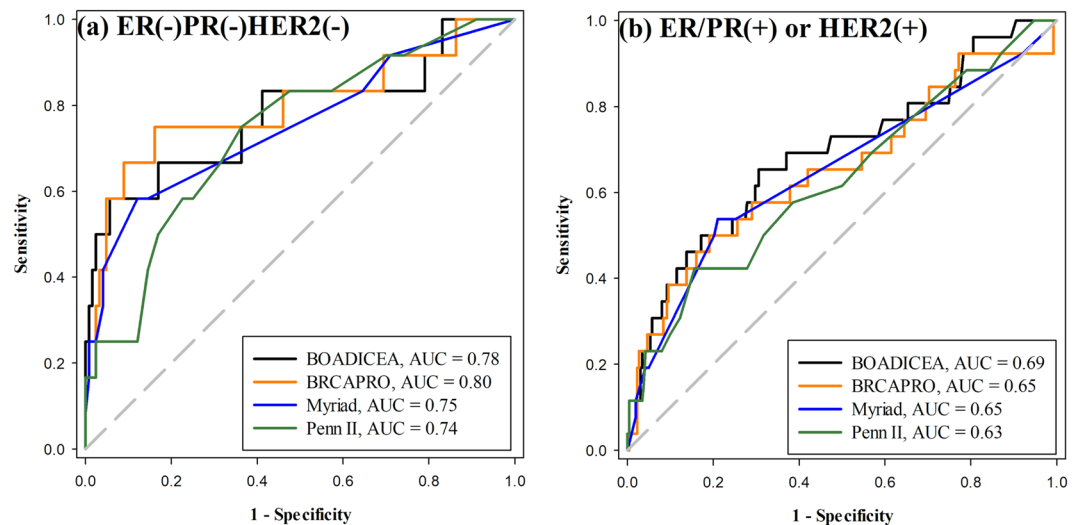 (a) ER(-)PR(-)HER2(-)
1.0
0.8
0.6
0.4
0.2
0.0
Sensitivity
BOADICEA, AUC = 0.78
BRCAPRO, AUC = 0.80
Myriad, AUC = 0.75
Penn II, AUC = 0.74
0.0 0.2 0.4 0.6 0.8 1.0
1 - Specificity
(b) ER/PR(+) or HER2(+)
1.0
0.8
0.6
0.4
0.2
0.0
Sensitivity
BOADICEA, AUC = 0.69
BRCAPRO, AUC = 0.65
Myriad, AUC = 0.65
Penn II, AUC = 0.63
0.0 0.2 0.4 0.6 0.8 1.0
1 - Specificity